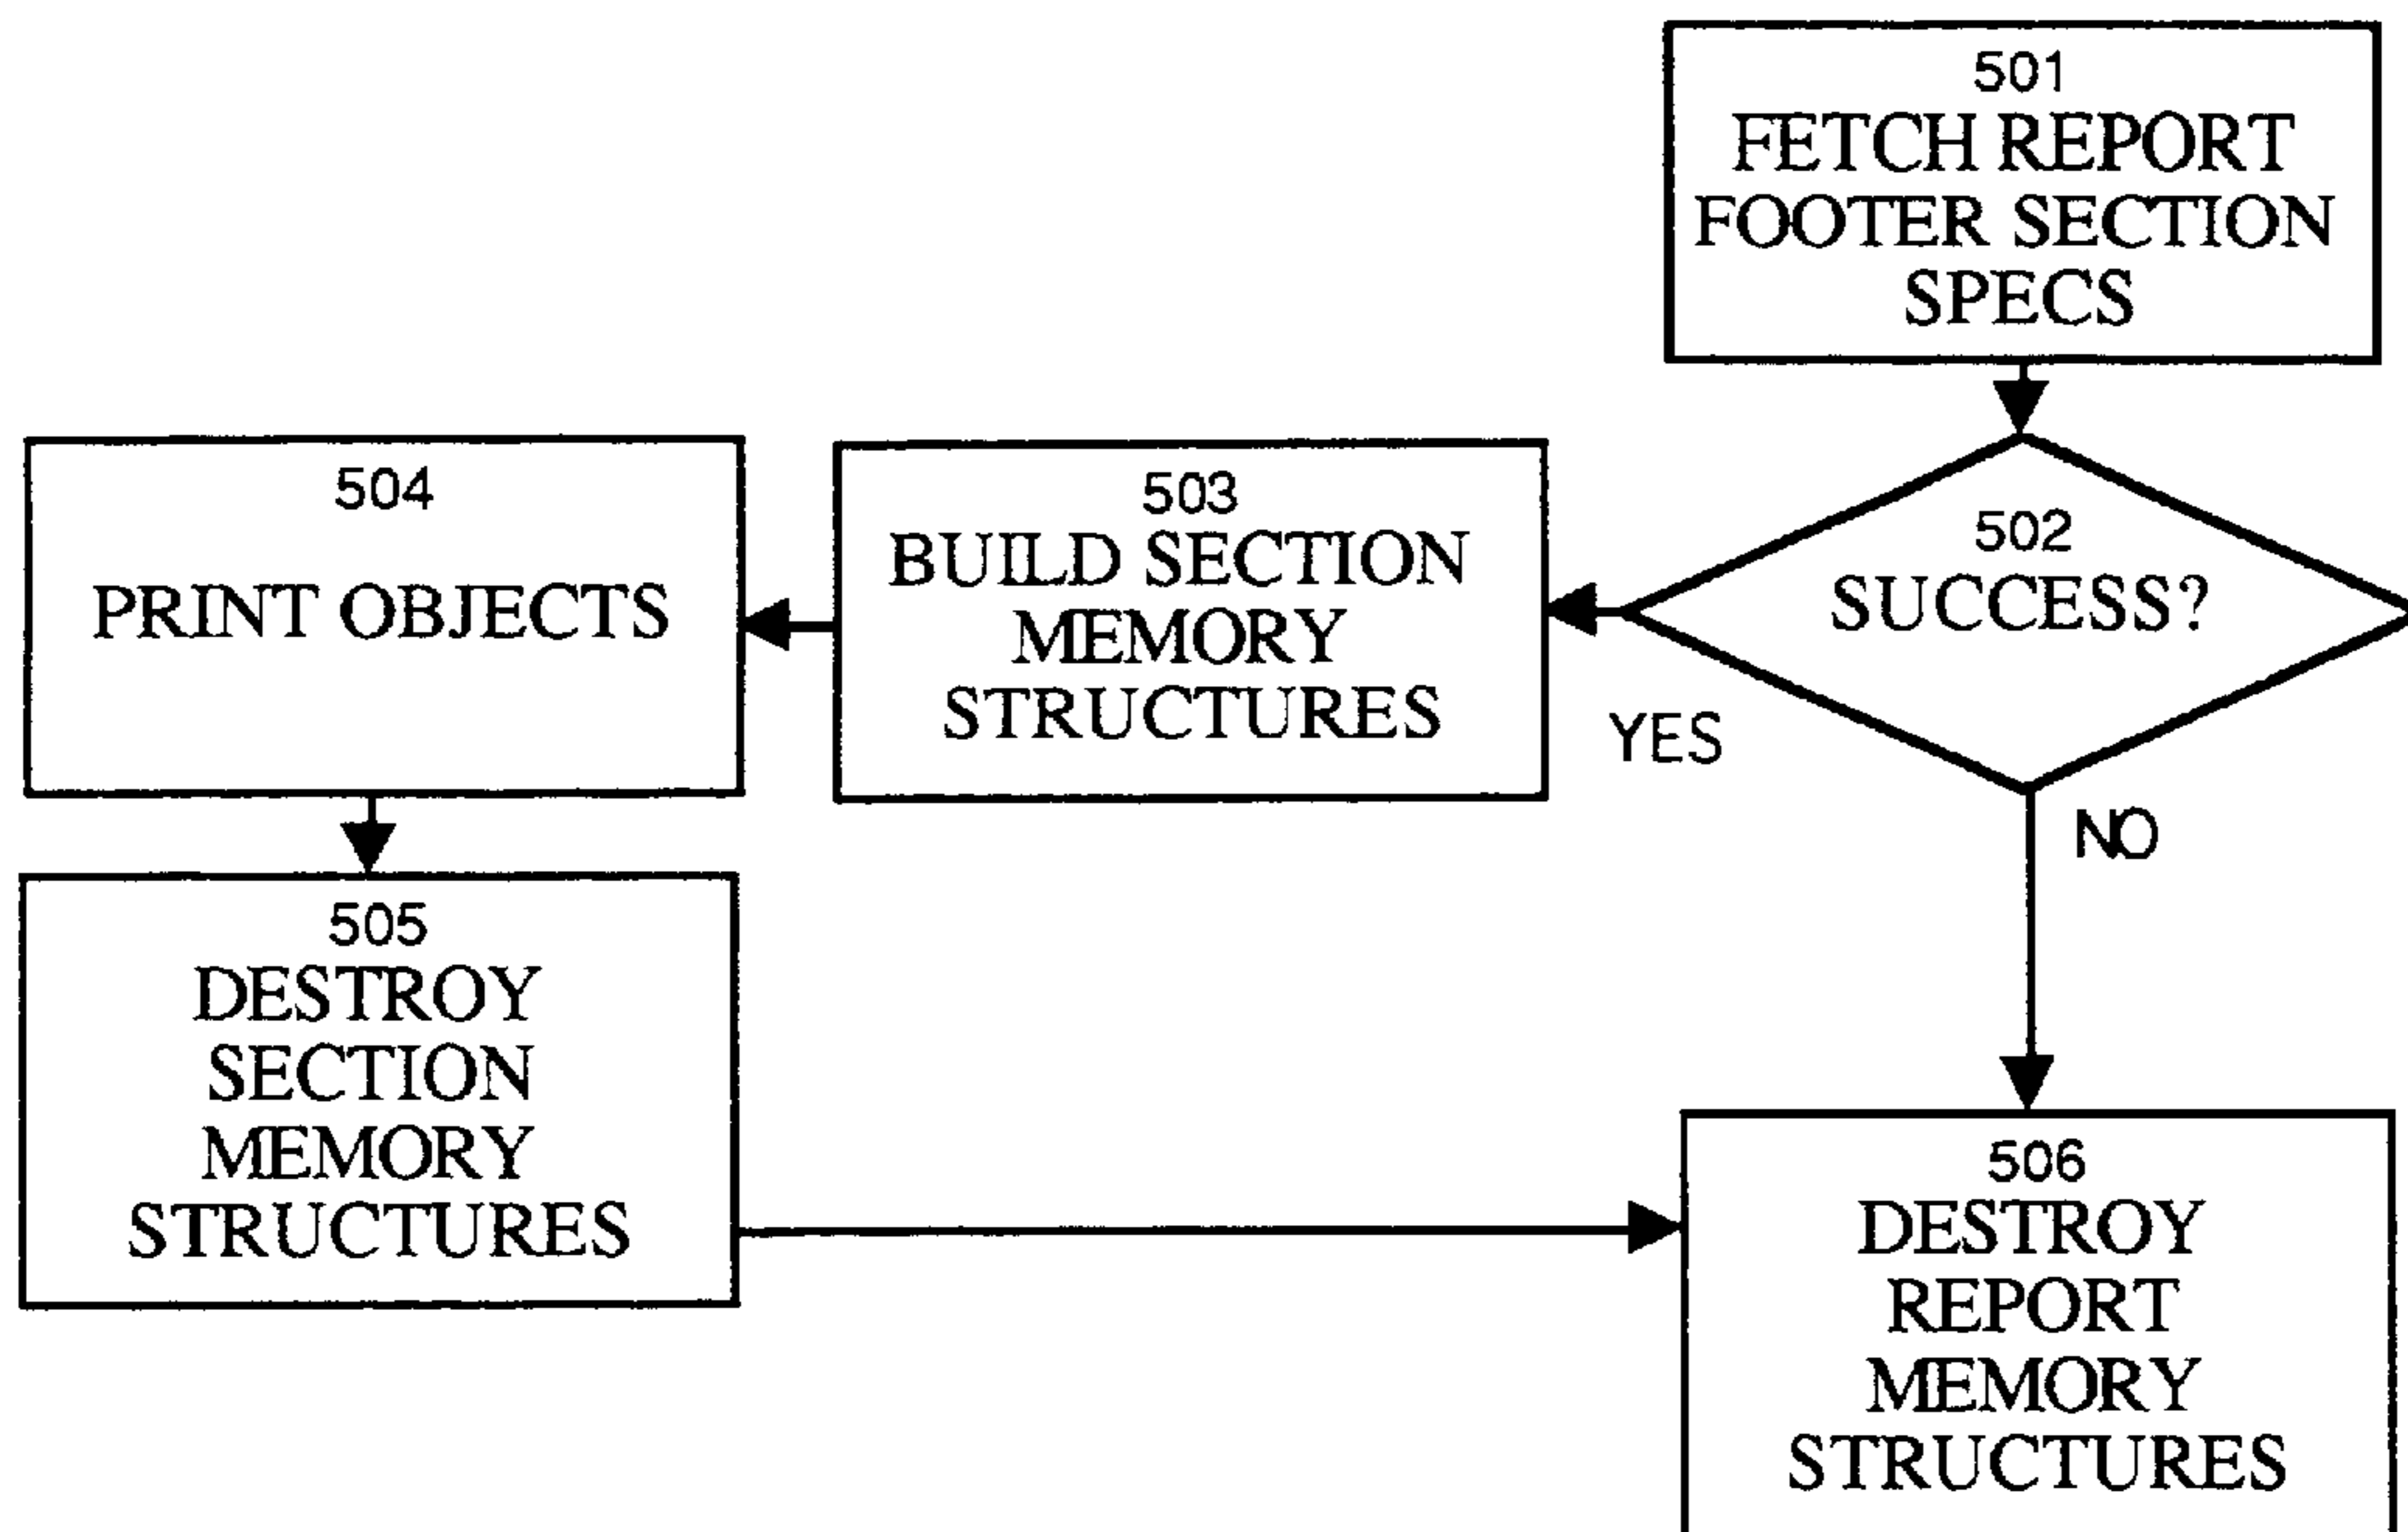 501
FETCH REPORT
FOOTER SECTION
SPECS
502
SUCCESS?
YES
NO
503
BUILD SECTION
MEMORY
STRUCTURES
504
PRINT OBJECTS
505
DESTROY
SECTION
MEMORY
STRUCTURES
506
DESTROY
REPORT
MEMORY
STRUCTURES